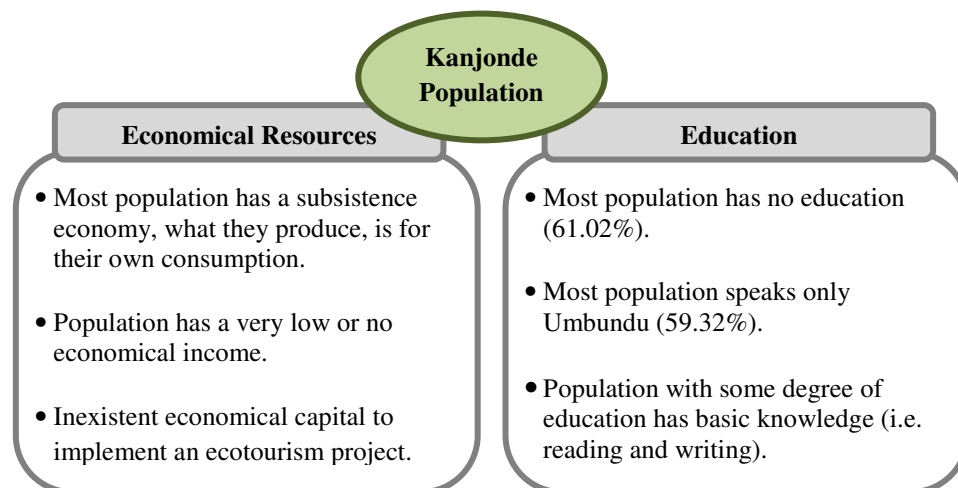 Kanjonde
Population
Economical Resources
• Most population has a subsistence
economy, what they produce, is for
their own consumption.
• Population has a very low or no
economical income.
• Inexistent economical capital to
implement an ecotourism project.
Education
• Most population has no education
(61.02%).
• Most population speaks only
Umbundu (59.32%).
• Population with some degree of
education has basic knowledge (i.e.
reading and writing).